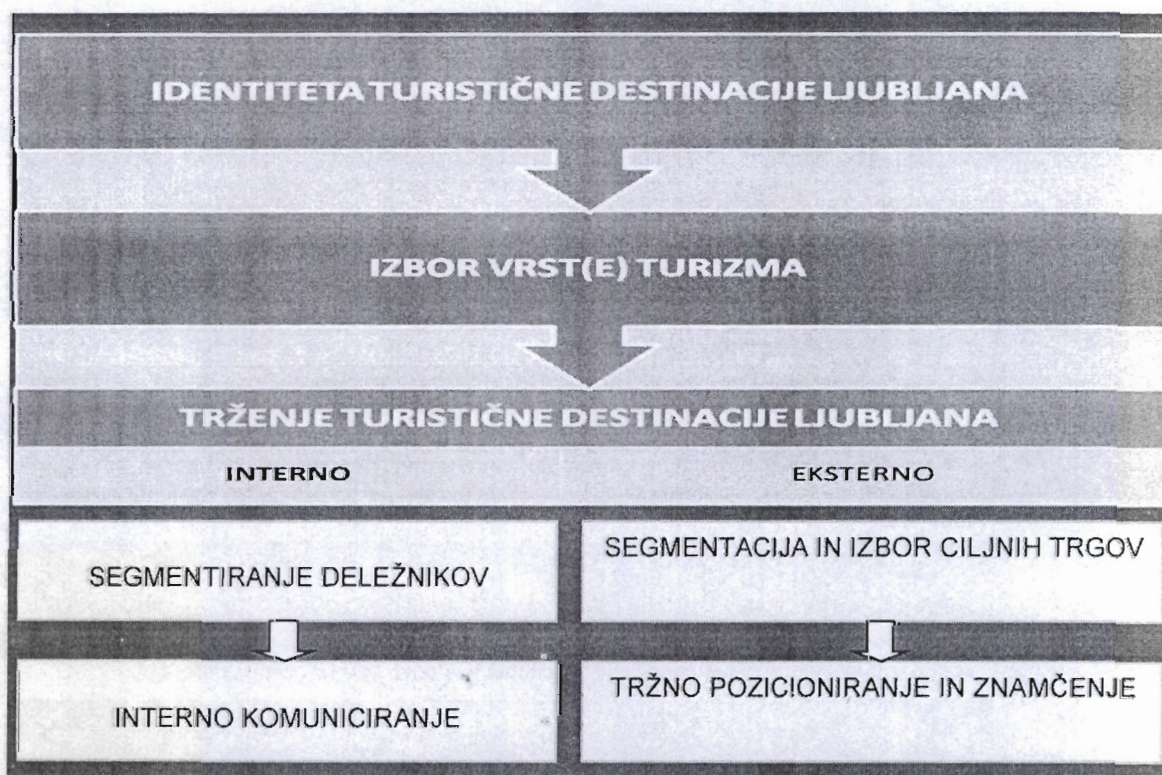 IDENTITETA TURISTIČNE DESTINACIJE LJUBLJANA
IZBOR VRST(E) TURIZMA
TRŽENJE TURISTIČNE DESTINACIJE LJUBLJANA
INTERNO
EKSTERNO
SEGMENTIRANJE DELEŽNIKOV
SEGMENTACIJA IN IZBOR CILJNIH TRGOV
INTERNO KOMUNICIRANJE
TRŽNO POZICIONIRANJE IN ZNAMČENJE